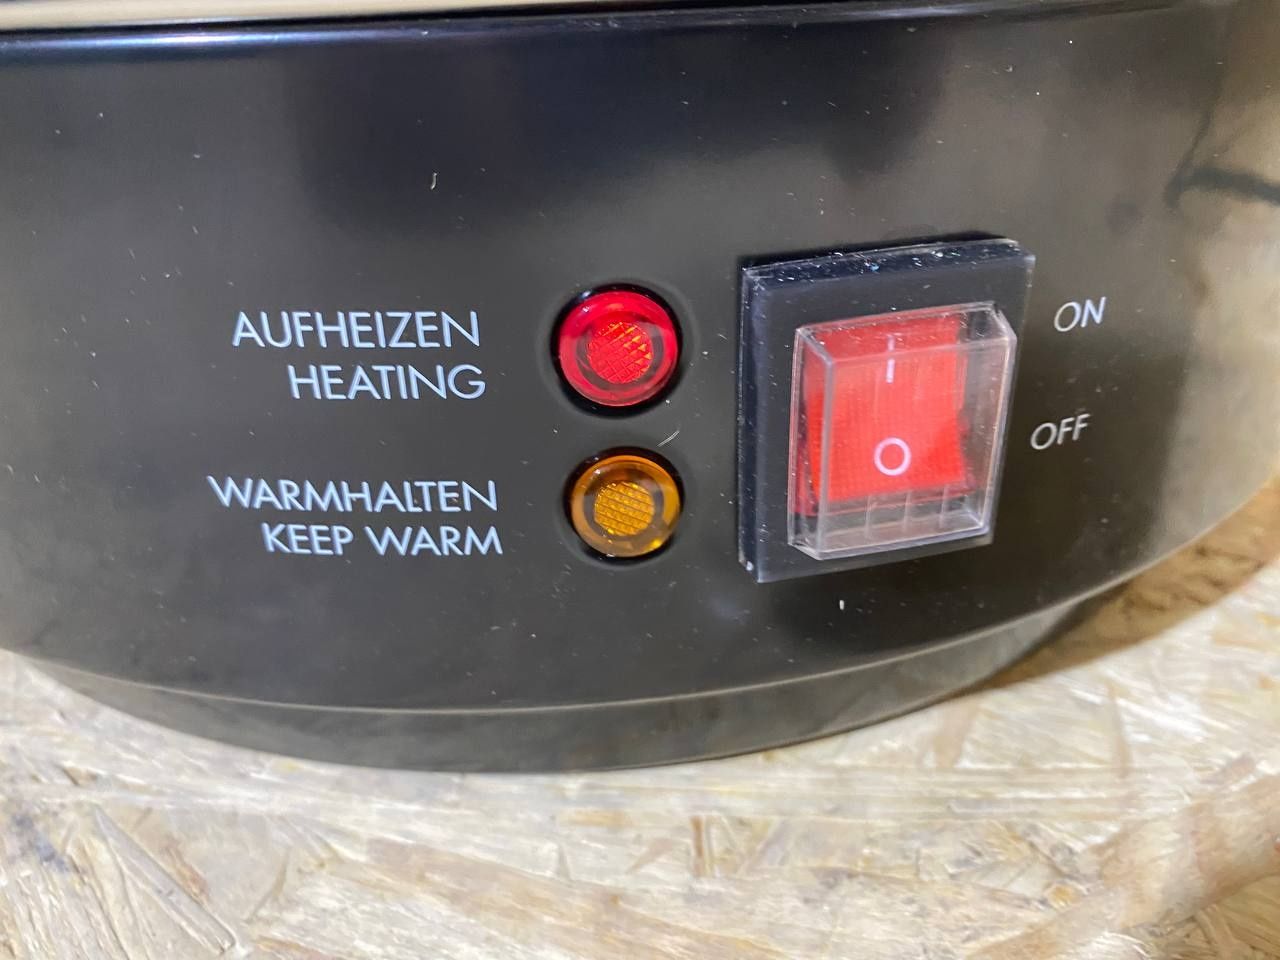 AUFHEIZEN
HEATING
WARMHALTEN
KEEP WARM
I
O
ON
OFF